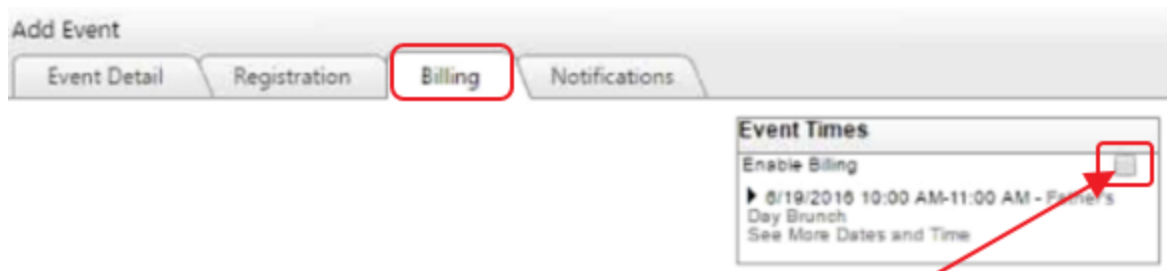 Add Event
Event Detail Registration Billing Notifications
Event Times
Enable Billing
6/19/2016 10:00 AM-11:00 AM - Father's
Day Brunch
See More Dates and Time